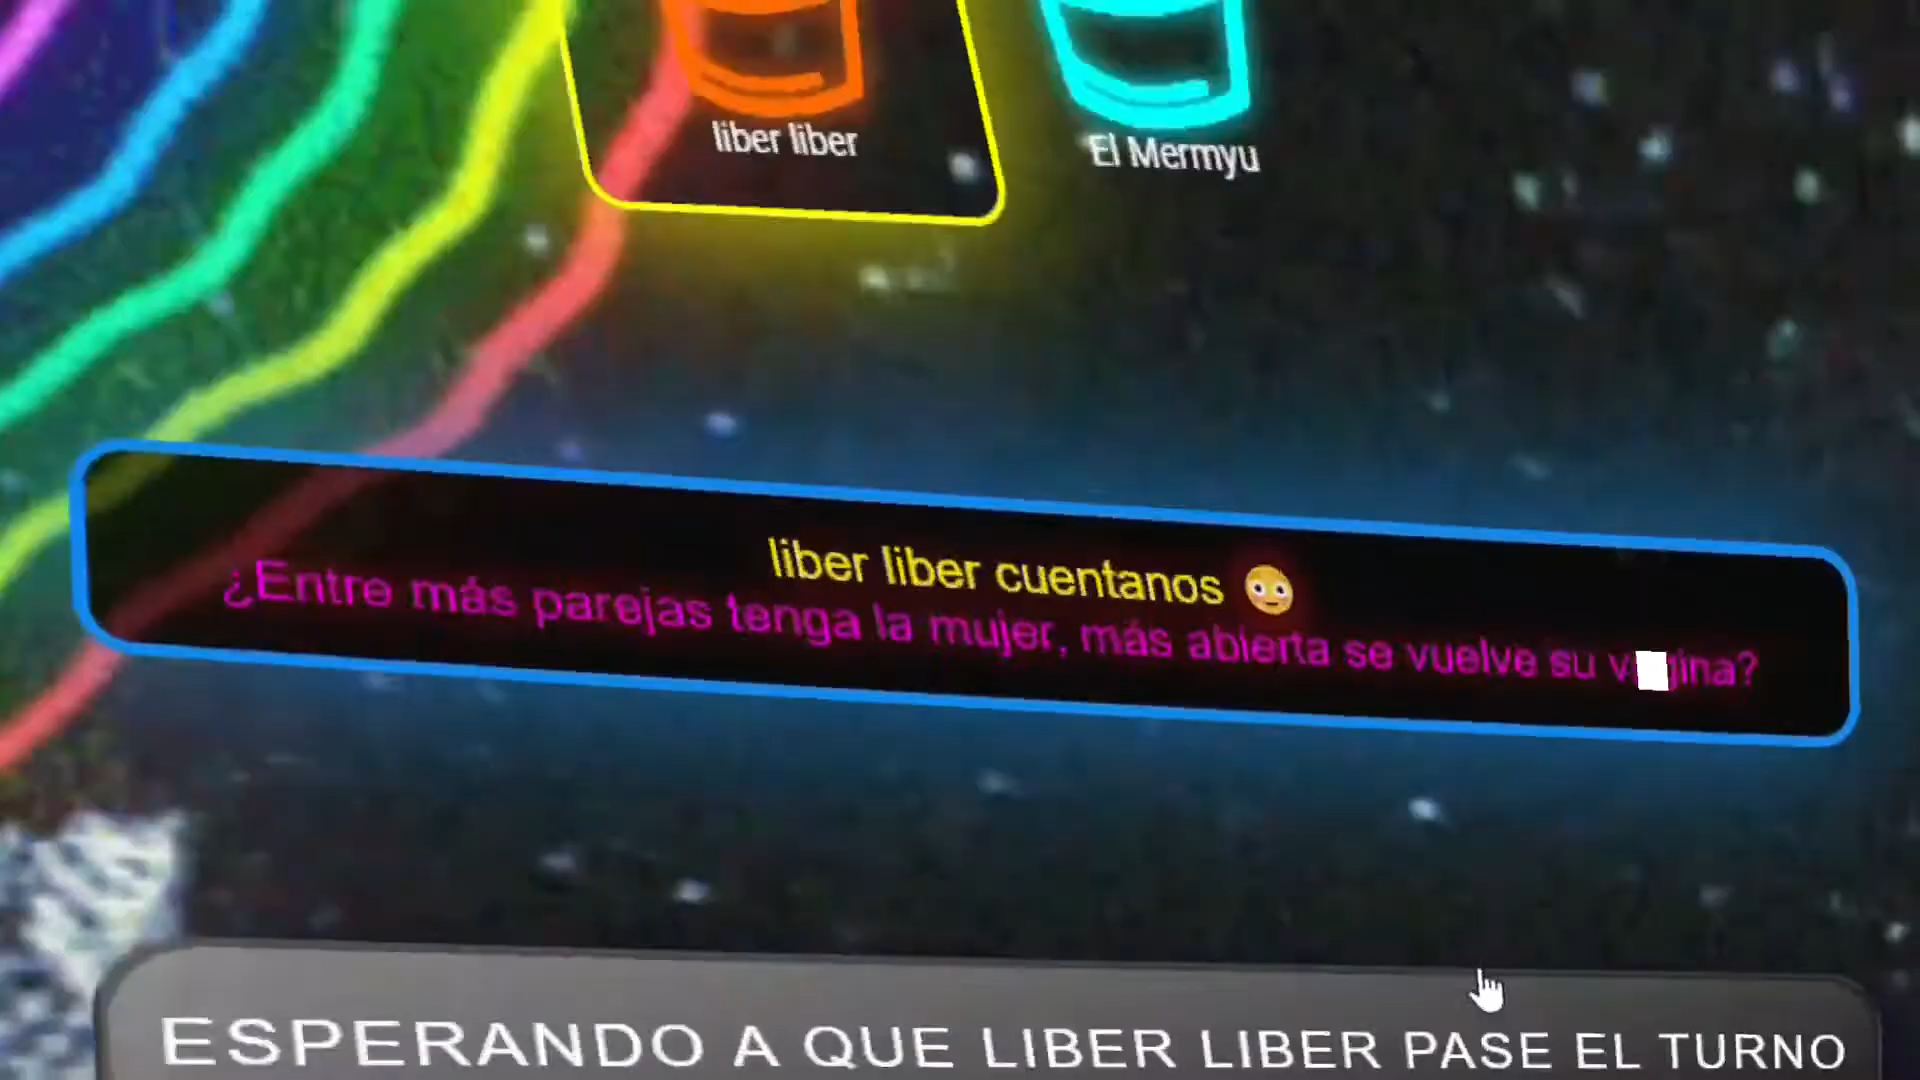 liber liber
El Mermyu
liber liber cuentanos 😳
¿Entre más parejas tenga la mujer, más abierta se vuelve su v gina?
ESPERANDO A QUE LIBER LIBER PASE EL TURNO